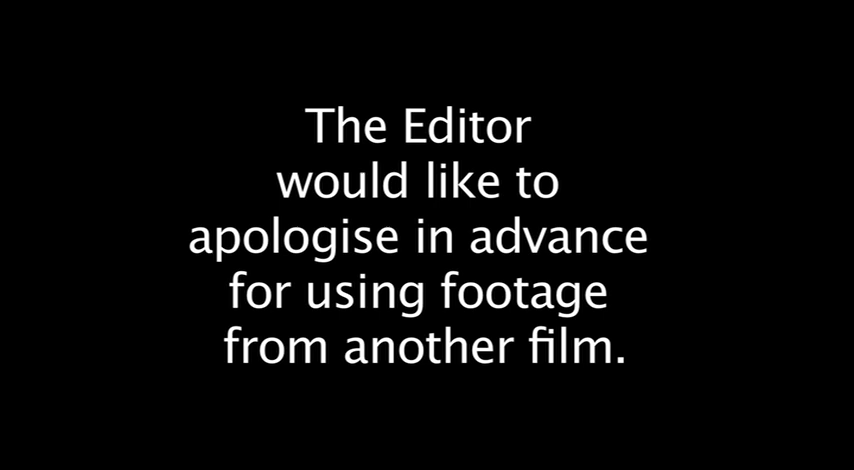 The Editor
would like to
apologise in advance
for using footage
from another film.